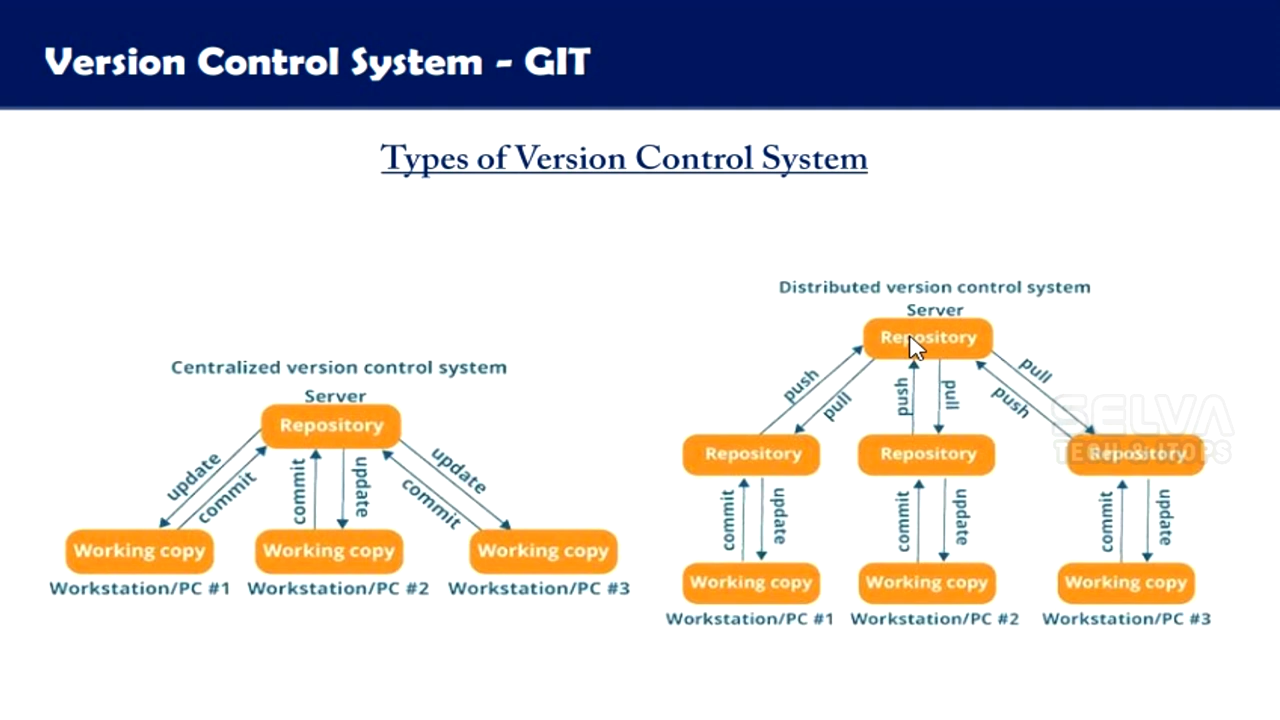 Version Control System - GIT
Types of Version Control System
Centralized version control system
Server
Repository
update
commit
commit
update
update
commit
Working copy
Working copy
Working copy
Workstation/PC #1
Workstation/PC #2
Workstation/PC #3
Distributed version control system
Server
Repository
push
pull
push
pull
pull
push
Repository
Repository
Repository
SELVA
TECH & ITOPS
commit
update
commit
update
commit
update
Working copy
Working copy
Working copy
Workstation/PC #1
Workstation/PC #2
Workstation/PC #3